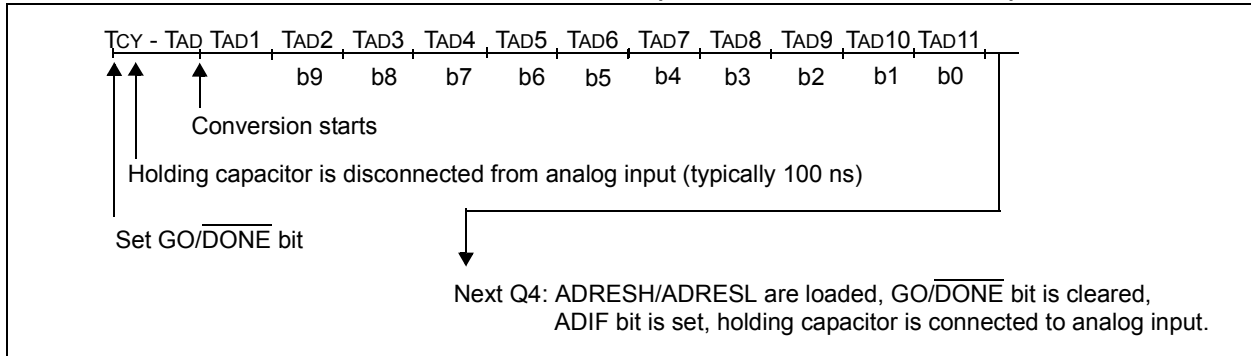 TCY - TAD TAD1 TAD2 TAD3 TAD4 TAD5 TAD6 TAD7 TAD8 TAD9 TAD10 TAD11
b9 b8 b7 b6 b5 b4 b3 b2 b1 b0
Conversion starts
Holding capacitor is disconnected from analog input (typically 100 ns)
Set GO/DONE bit
Next Q4: ADRESH/ADRESL are loaded, GO/DONE bit is cleared,
ADIF bit is set, holding capacitor is connected to analog input.